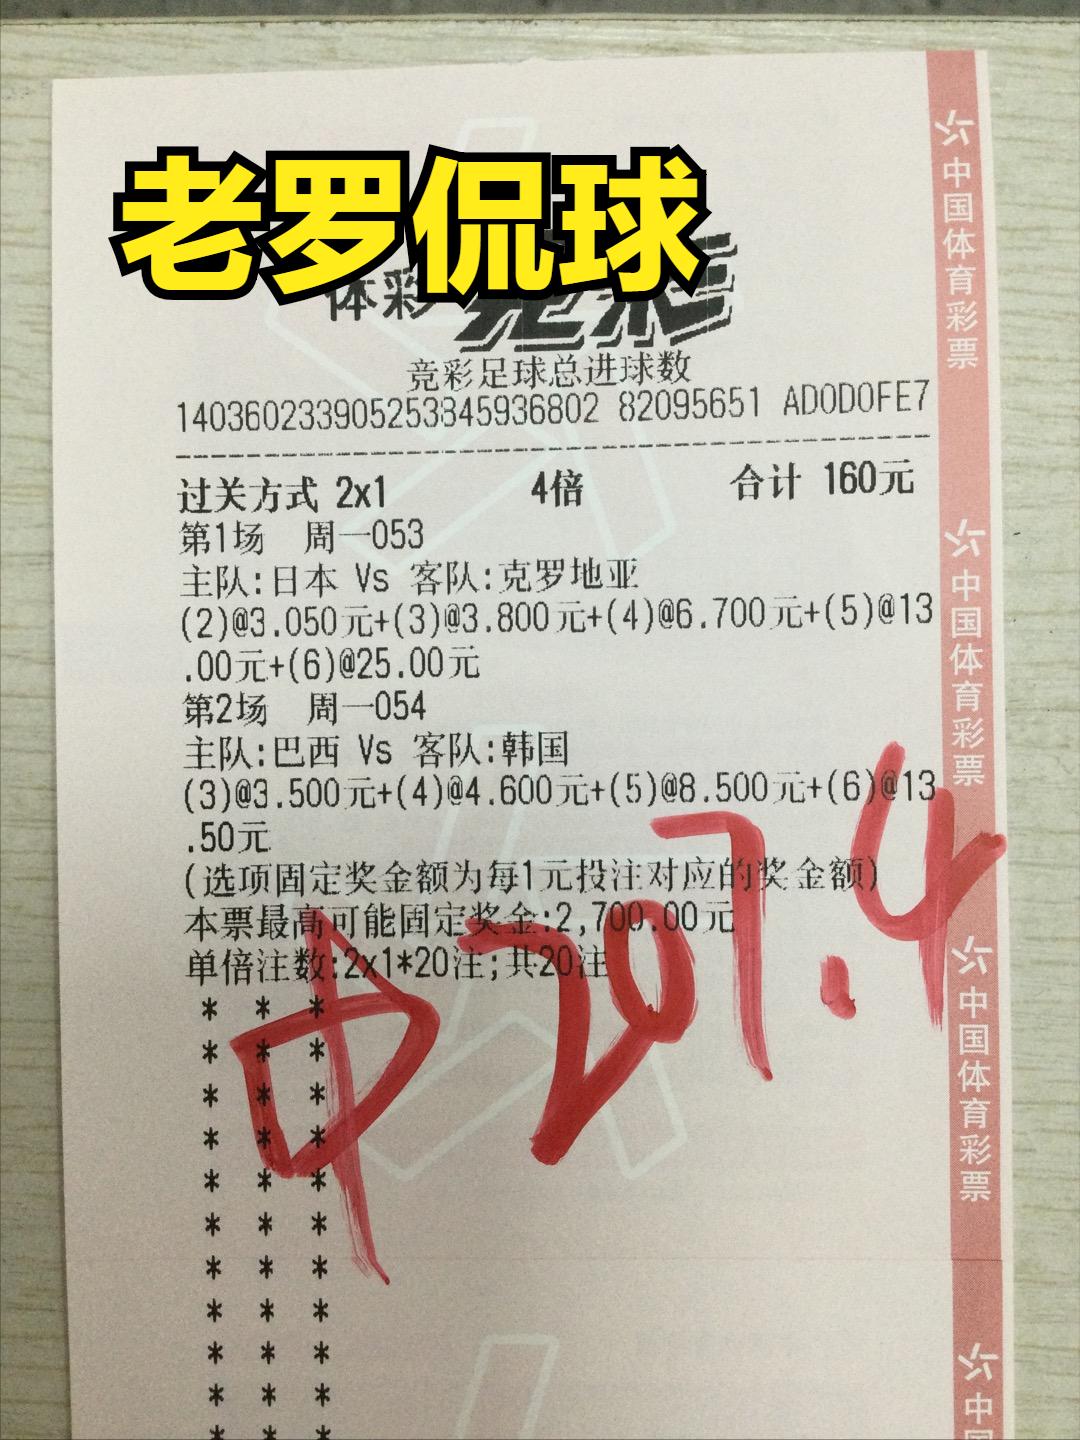 老罗侃球
体彩 竞彩
竞彩足球总进球数
140360233905253845936802 82095651 AD0D0FE7
过关方式 2x1 4倍 合计 160元
第1场 周一053
主队:日本 Vs 客队:克罗地亚
(2)@3.050元+(3)@3.800元+(4)@6.700元+(5)@13
.00元+(6)@25.00元
第2场 周一054
主队:巴西 Vs 客队:韩国
(3)@3.500元+(4)@4.600元+(5)@8.500元+(6)@13
.50元
(选项固定奖金额为每1元投注对应的奖金额)
本票最高可能固定奖金:2,700.00元
单倍注数:2x1*20注;共20注
* * *
* * *
* * *
* * *
* * *
* * *
* * *
* * *
* * *
* * *
* * *
中 207.4
中国体育彩票
中国体育彩票
中国体育彩票
中国